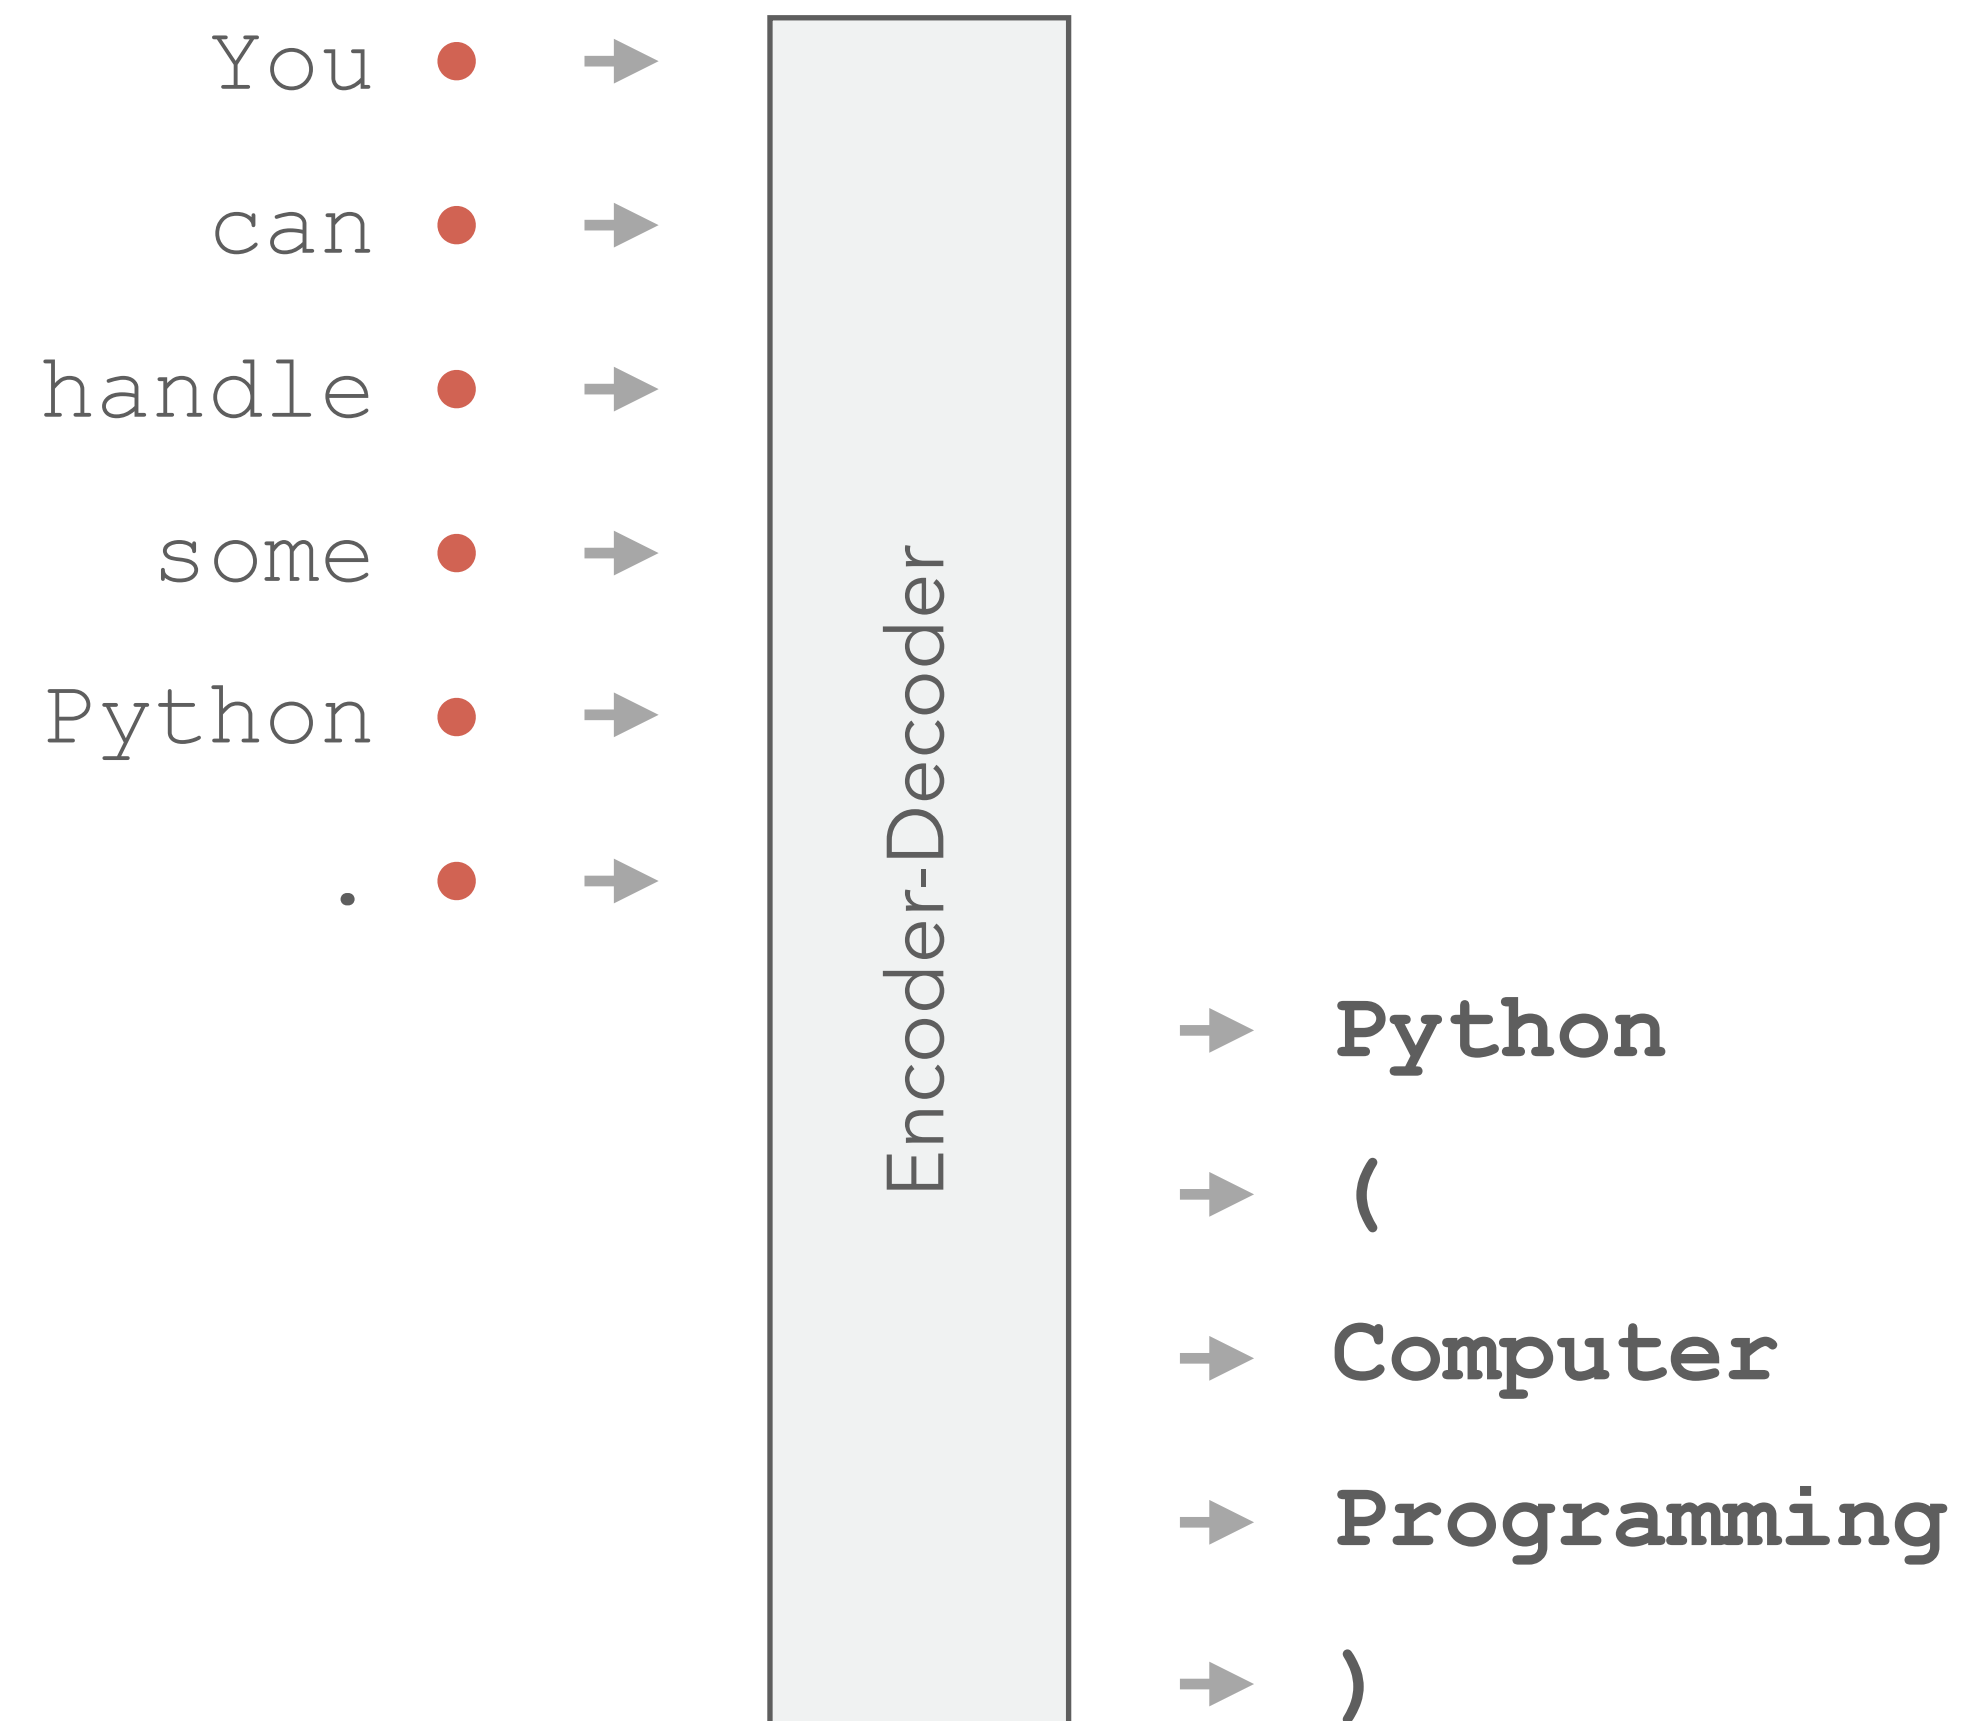 You
can
handle
some
Python
.
Encoder-Decoder
Python
(
Computer
Programming
)